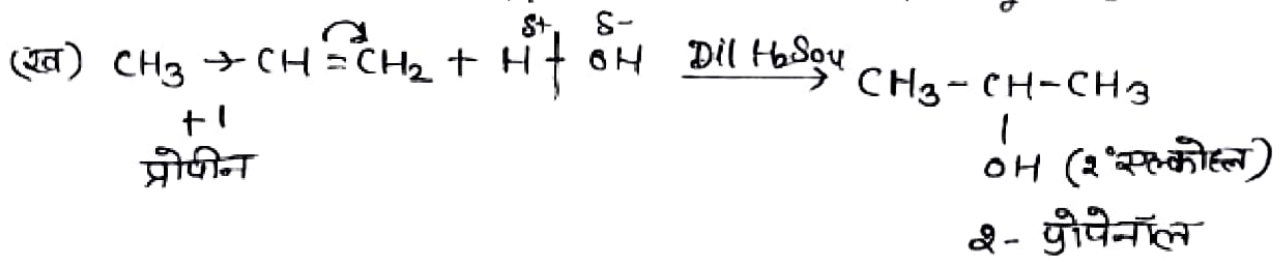 (ख) CH3 → CH = CH2 + H δ+ | OH δ- Dil H2SO4 → CH3 - CH - CH3
+I
|
प्रोपीन
OH (2° एल्कोहल)
2- प्रोपेनॉल